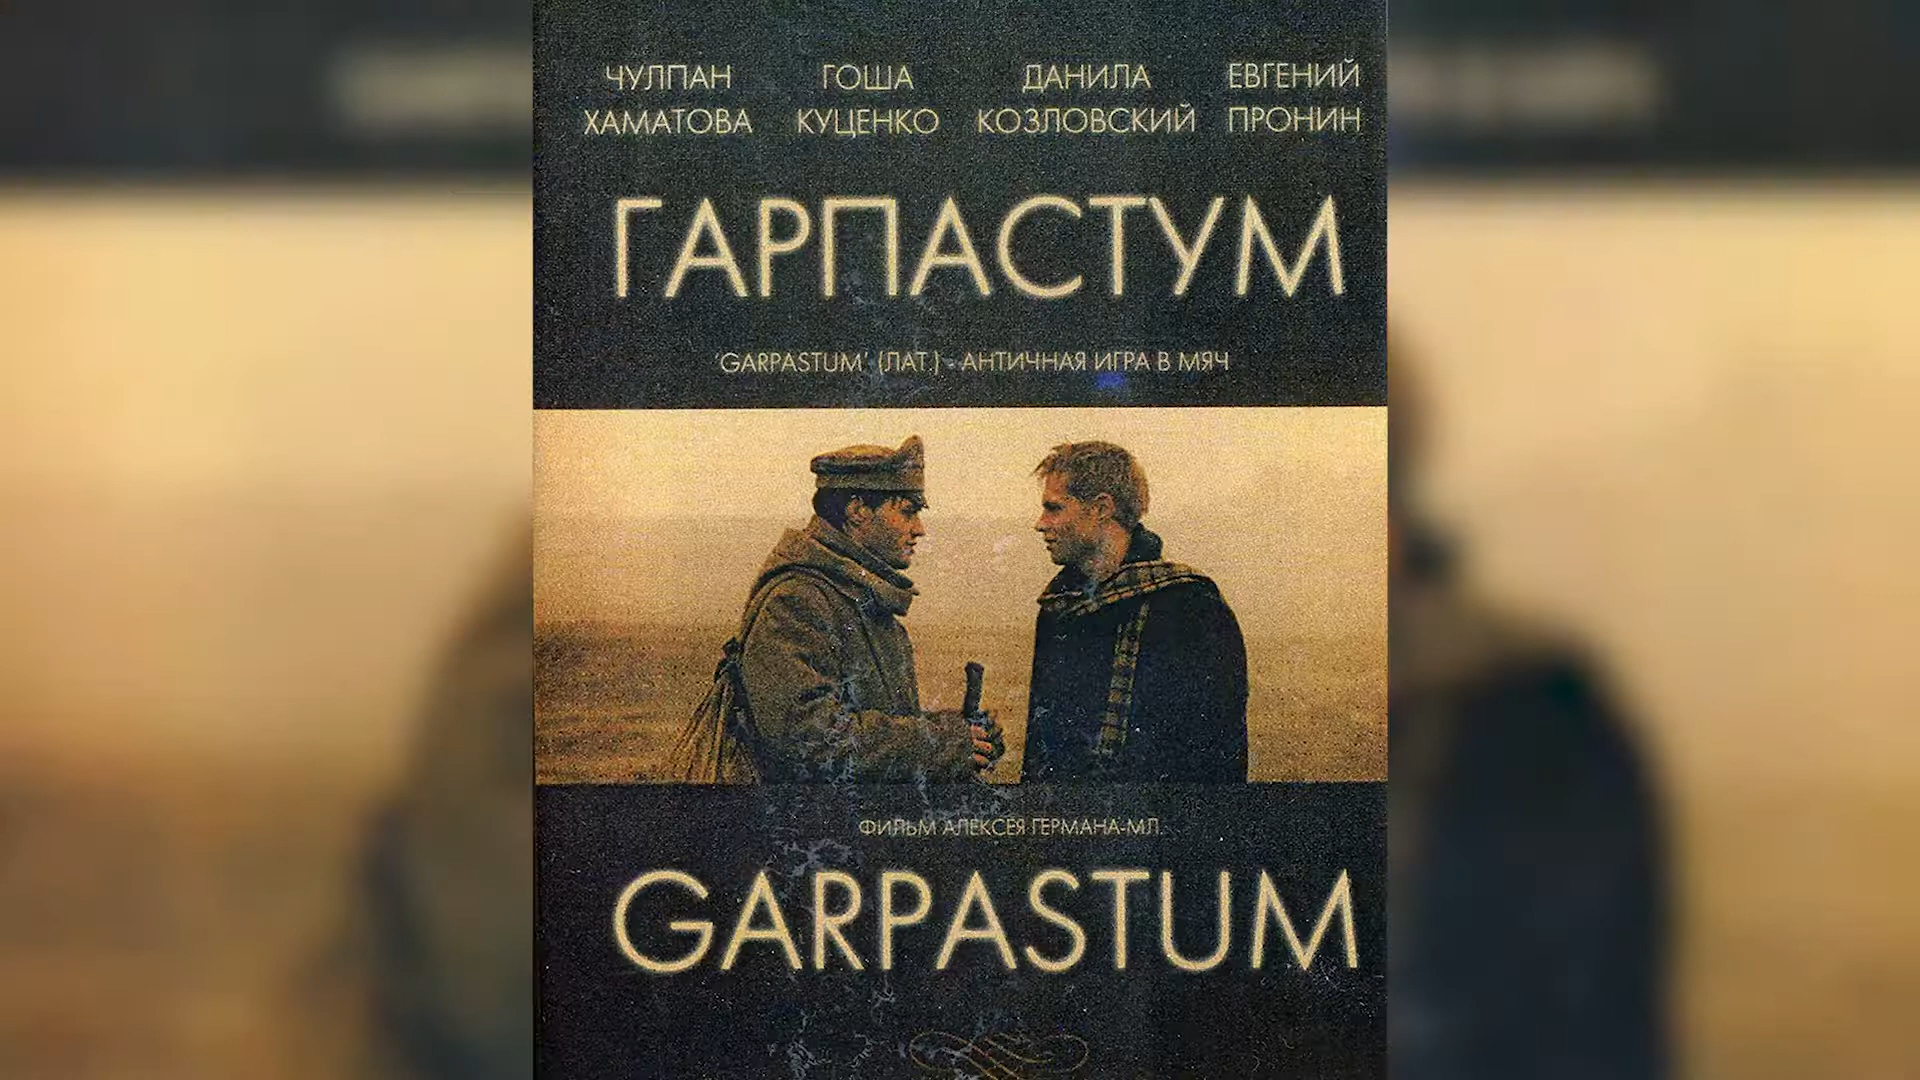 ЧУЛПАН ГОША ДАНИЛА ЕВГЕНИЙ
ХАМАТОВА КУЦЕНКО КОЗЛОВСКИЙ ПРОНИН
ГАРПАСТУМ
'GARPASTUM' (ЛАТ.) - АНТИЧНАЯ ИГРА В МЯЧ
ФИЛЬМ АЛЕКСЕЯ ГЕРМАНА-МЛ.
GARPASTUM